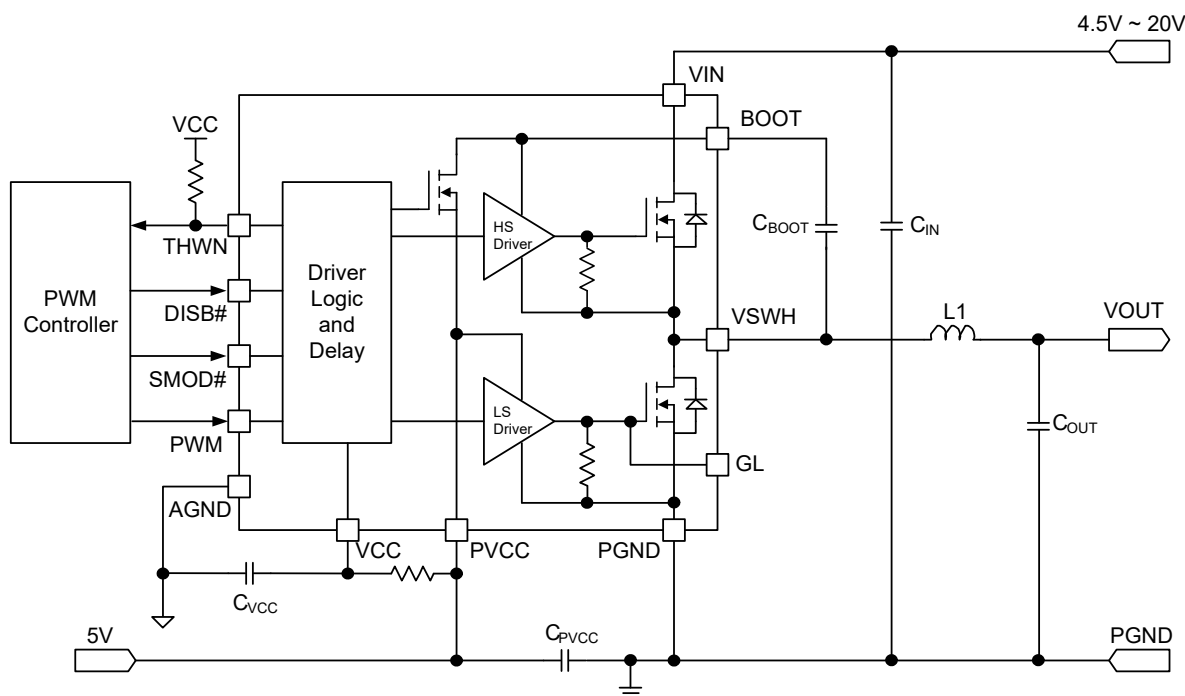 4.5V ~ 20V
VIN
BOOT
VCC
THWN
DISB#
SMOD#
PWM
AGND
PWM
Controller
Driver
Logic
and
Delay
HS
Driver
LS
Driver
CBOOT
CIN
VSWH
L1
VOUT
COUT
GL
VCC
PVCC
PGND
CVCC
5V
CPVCC
PGND